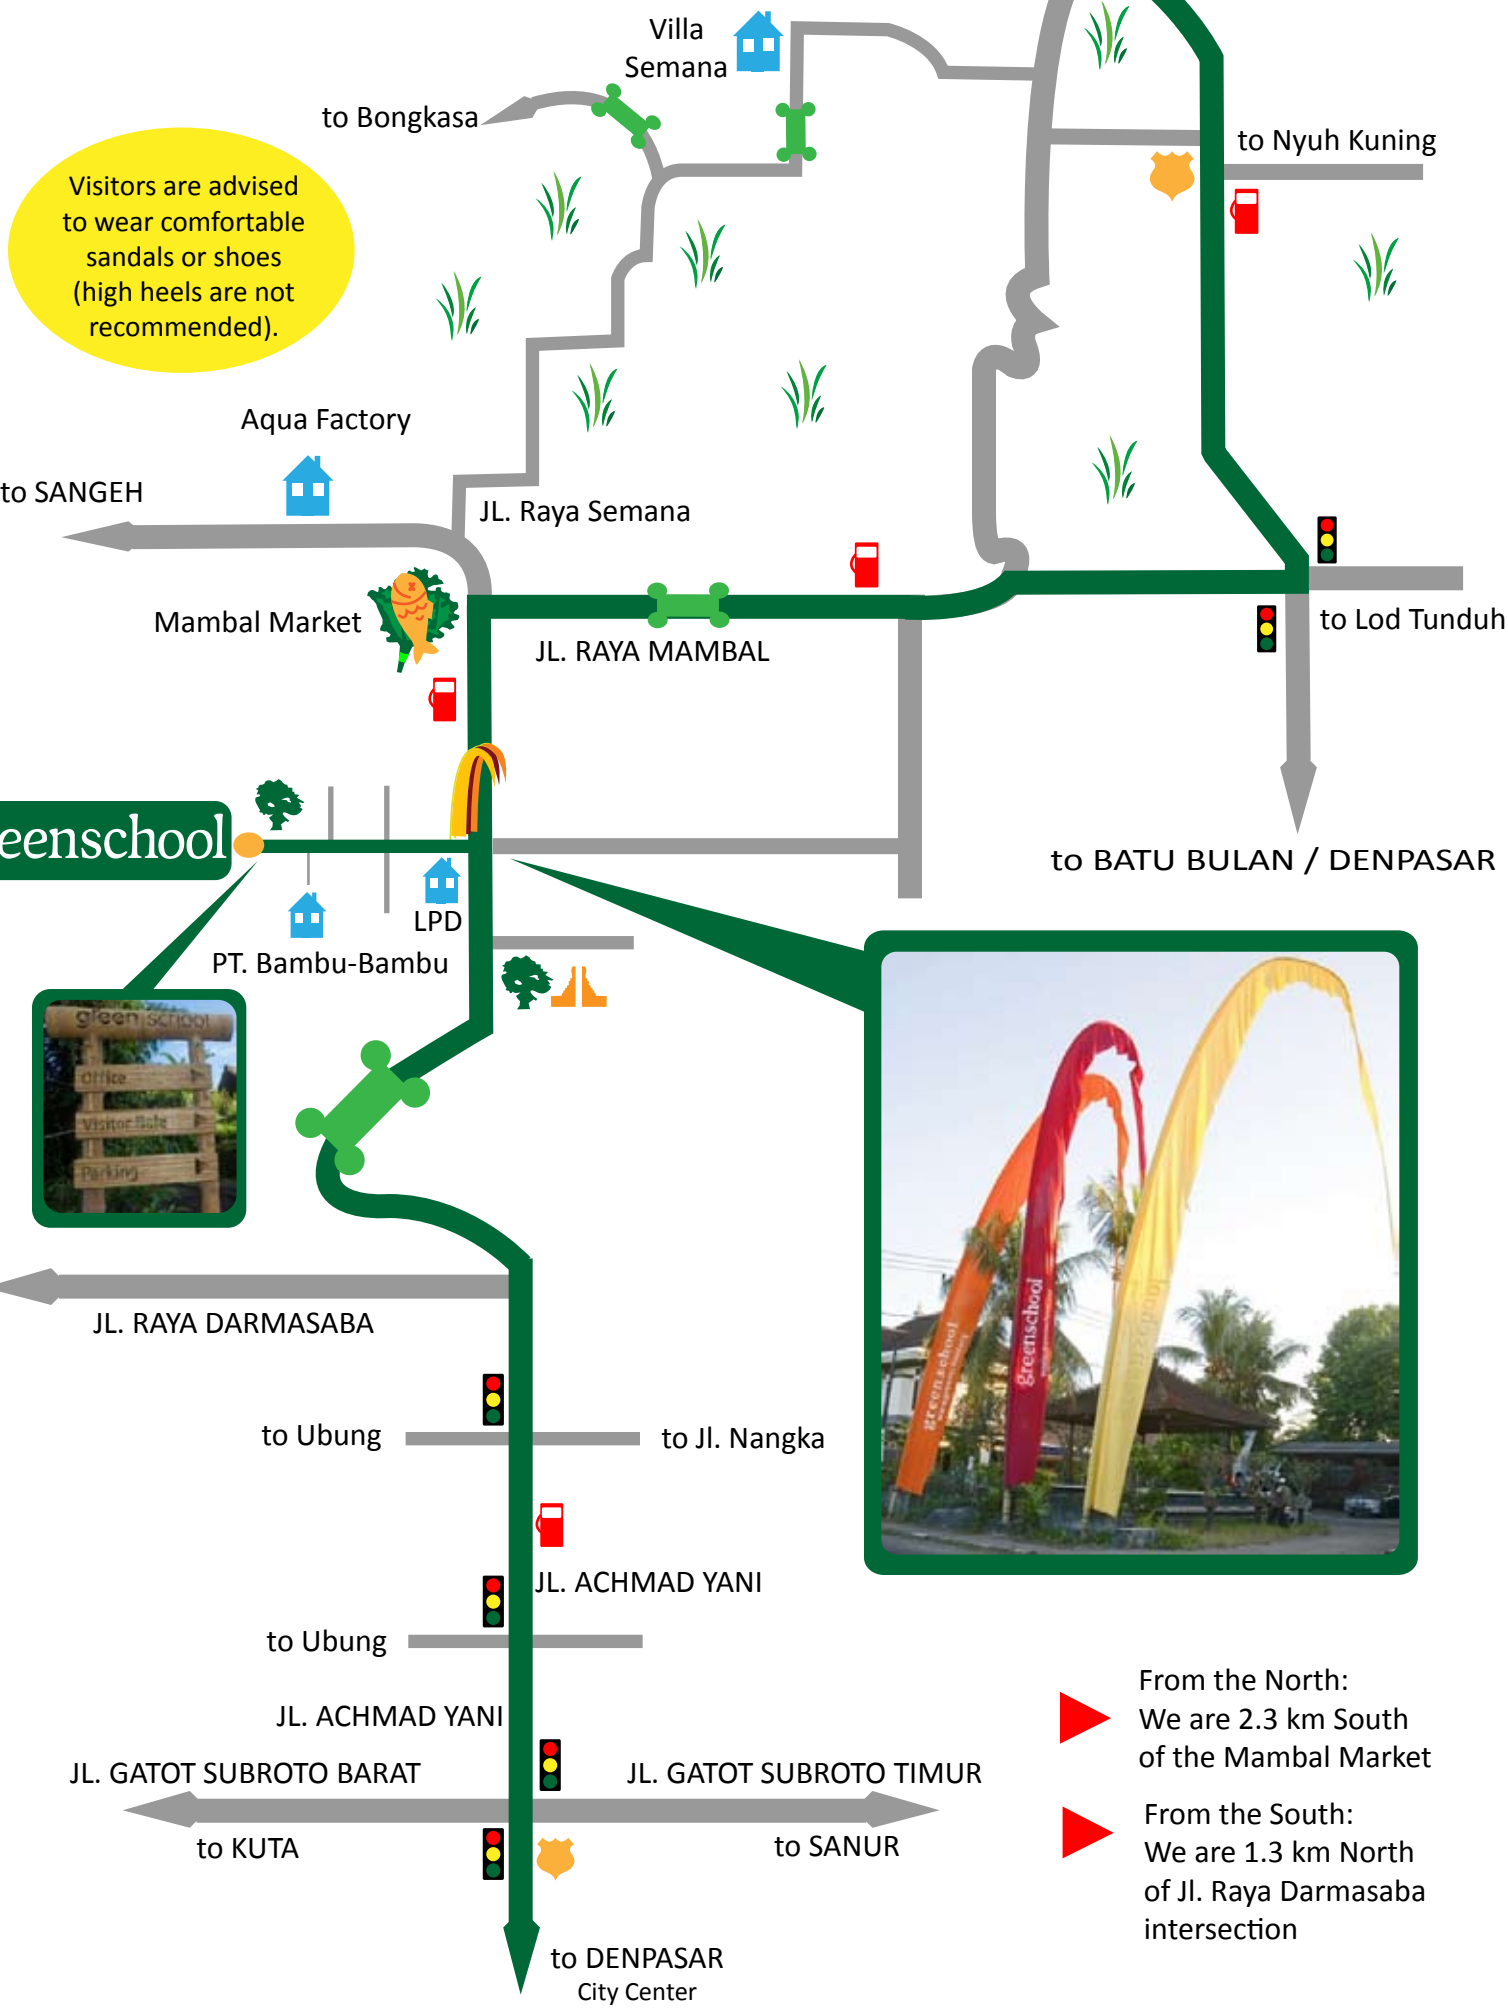 Villa
Semana
to Bongkasa
to Nyuh Kuning
Visitors are advised
to wear comfortable
sandals or shoes
(high heels are not
recommended).
Aqua Factory
to SANGEH
JL. Raya Semana
Mambal Market
to Lod Tunduh
JL. RAYA MAMBAL
eenschool
to BATU BULAN / DENPASAR
LPD
PT. Bambu-Bambu
green school
Office
Visitor Bale
Parking
greenschool
greenschool
JL. RAYA DARMASABA
to Ubung
to Jl. Nangka
JL. ACHMAD YANI
to Ubung
JL. ACHMAD YANI
From the North:
We are 2.3 km South
of the Mambal Market
JL. GATOT SUBROTO BARAT
JL. GATOT SUBROTO TIMUR
From the South:
We are 1.3 km North
of Jl. Raya Darmasaba
intersection
to KUTA
to SANUR
to DENPASAR
City Center